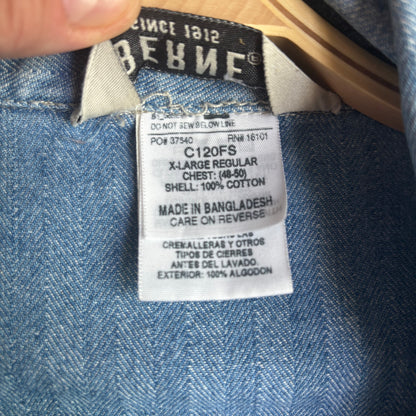 SINCE 1912
BERNE
DO NOT SEW BELOW LINE
PO# 37540 RN# 16101
C120FS
X-LARGE REGULAR
CHEST: (48-50)
SHELL: 100% COTTON
MADE IN BANGLADESH
CARE ON REVERSE
CREMALLERAS Y OTROS
TIPOS DE CIERRES
ANTES DEL LAVADO.
EXTERIOR: 100% ALGODON